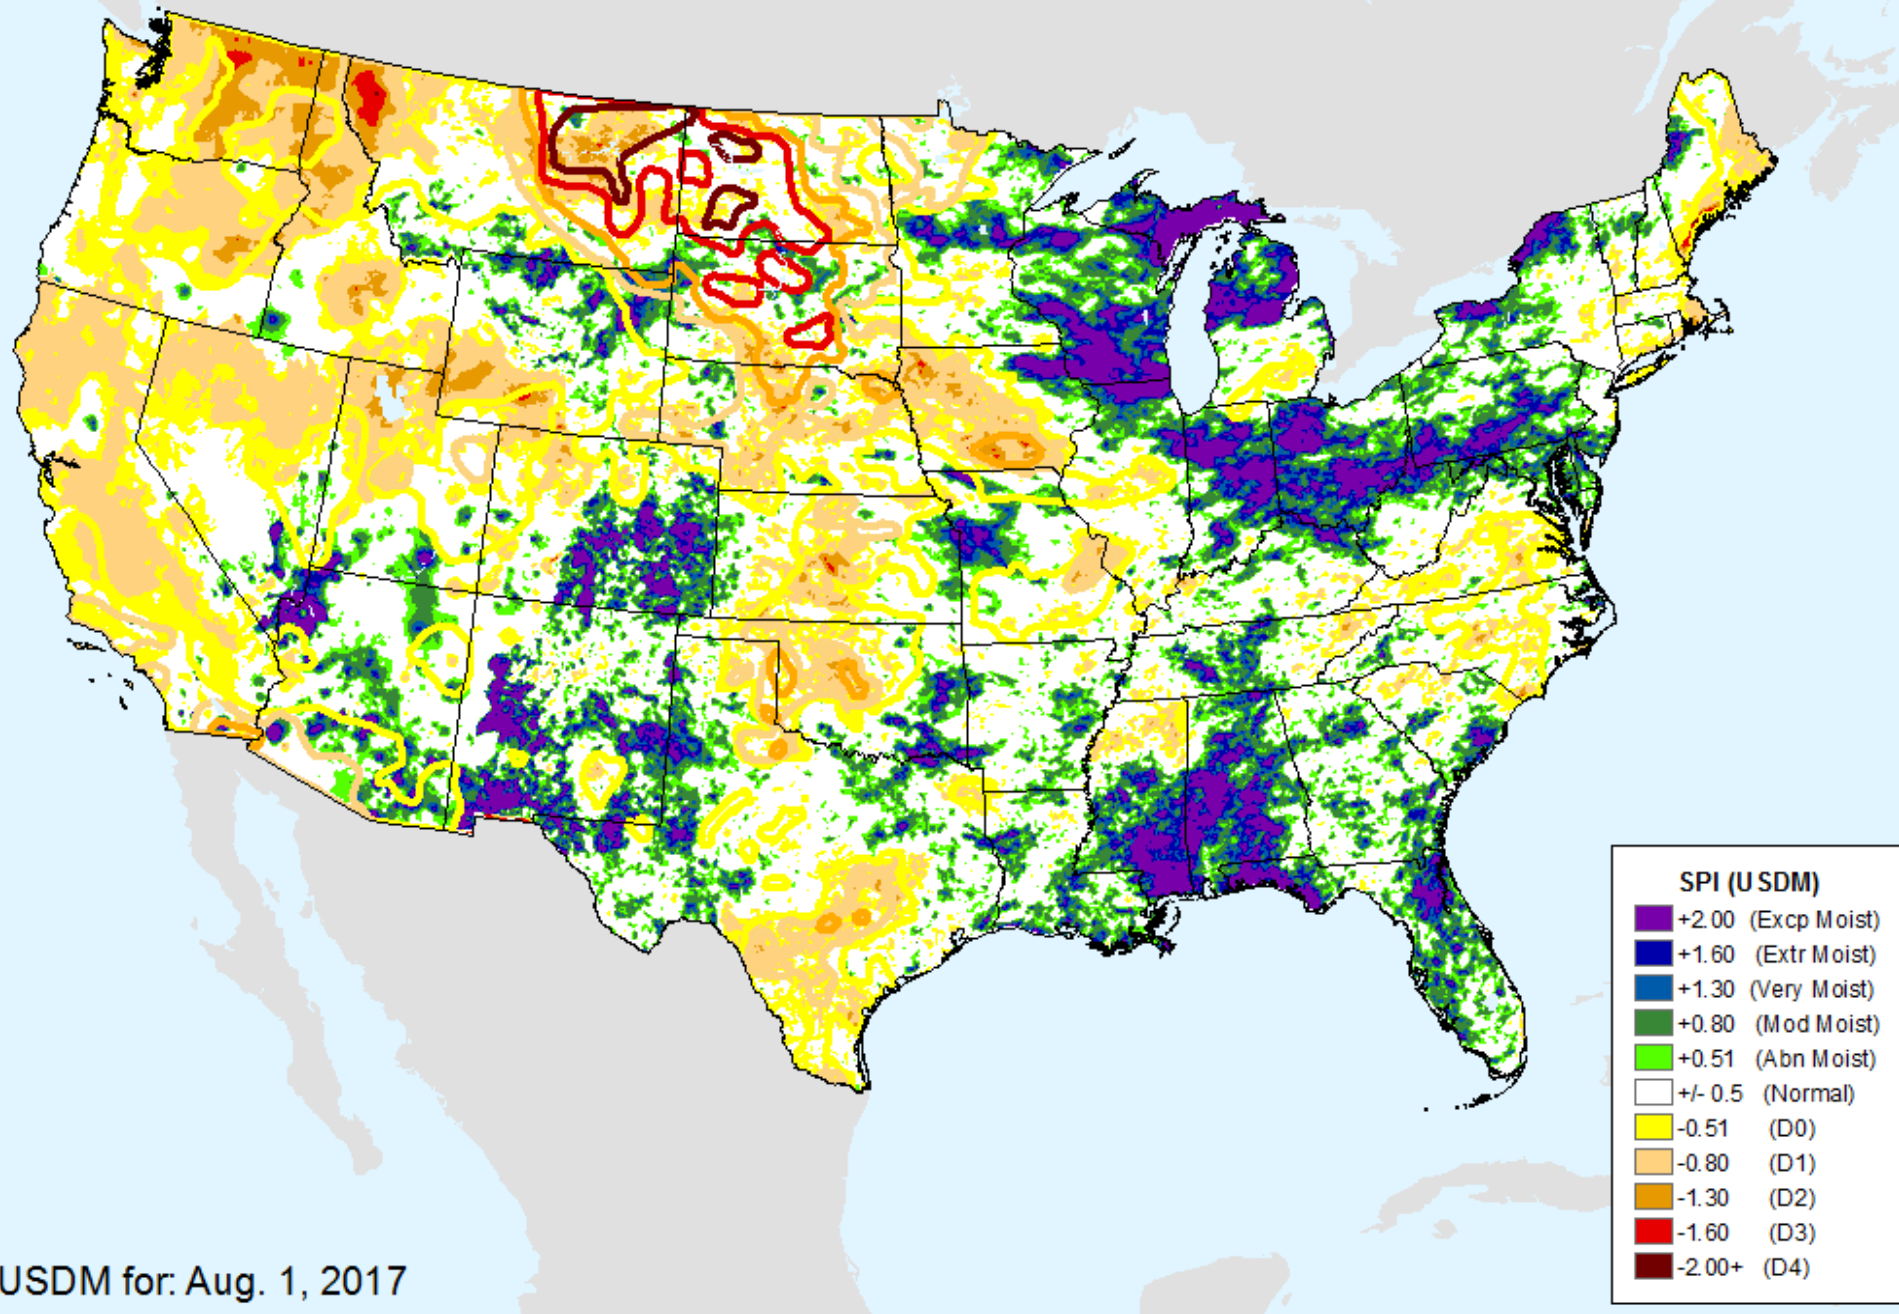 SPI (USDM)
+2.00 (Excp Moist)
+1.60 (Extr Moist)
+1.30 (Very Moist)
+0.80 (Mod Moist)
+0.51 (Abn Moist)
+/- 0.5 (Normal)
-0.51 (D0)
-0.80 (D1)
-1.30 (D2)
-1.60 (D3)
-2.00+ (D4)
USDM for: Aug. 1, 2017